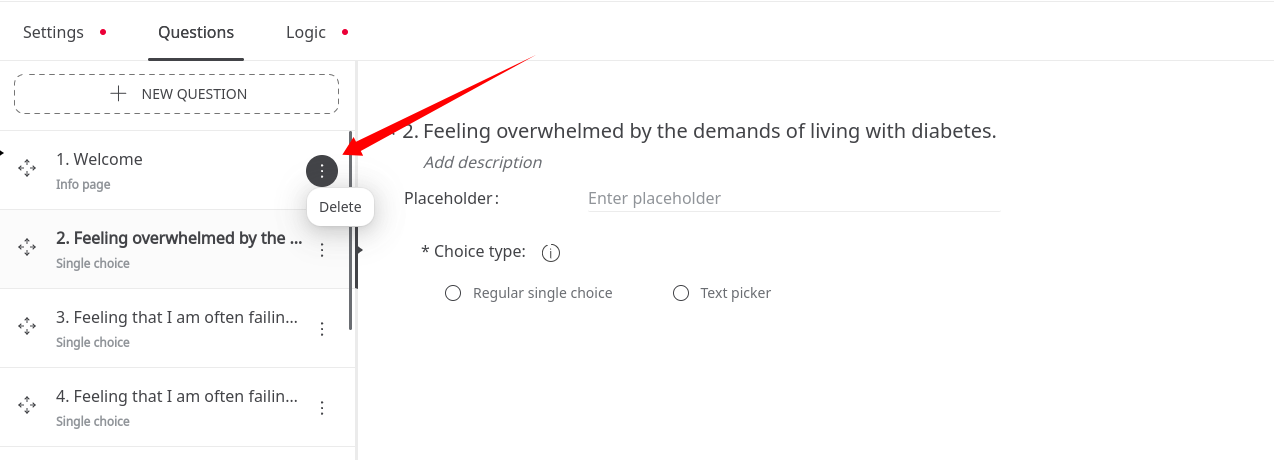 Settings
Questions
Logic
NEW QUESTION
1. Welcome
Info page
Delete
2. Feeling overwhelmed by the ...
Single choice
3. Feeling that I am often failin...
Single choice
4. Feeling that I am often failin...
Single choice
2. Feeling overwhelmed by the demands of living with diabetes.
Add description
Placeholder: Enter placeholder
* Choice type:
Regular single choice Text picker